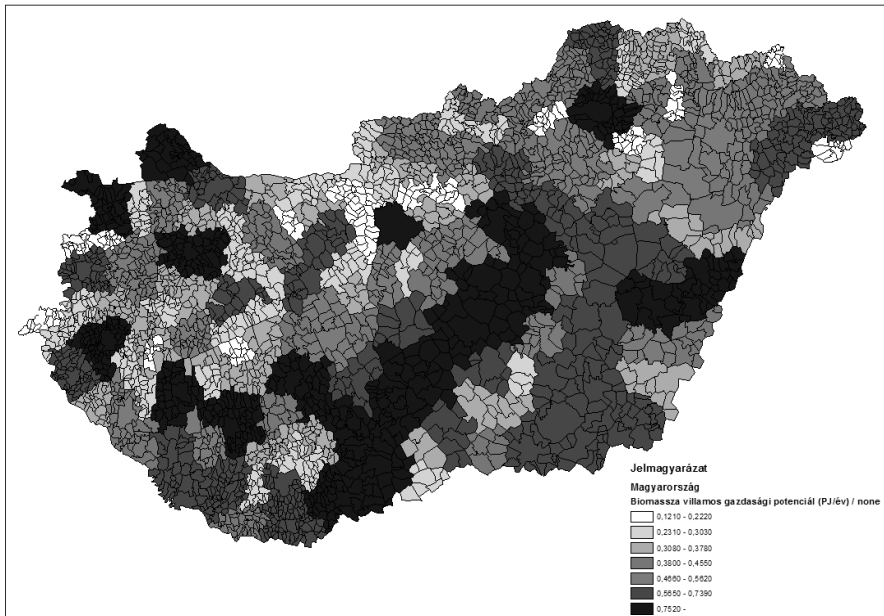 Jelmagyarázat
Magyarország
Biomassza villamos gazdasági potenciál (PJ/év) / none
0,1210 - 0,2220
0,2310 - 0,3030
0,3080 - 0,3780
0,3800 - 0,4550
0,4660 - 0,5620
0,5650 - 0,7390
0,7520 -